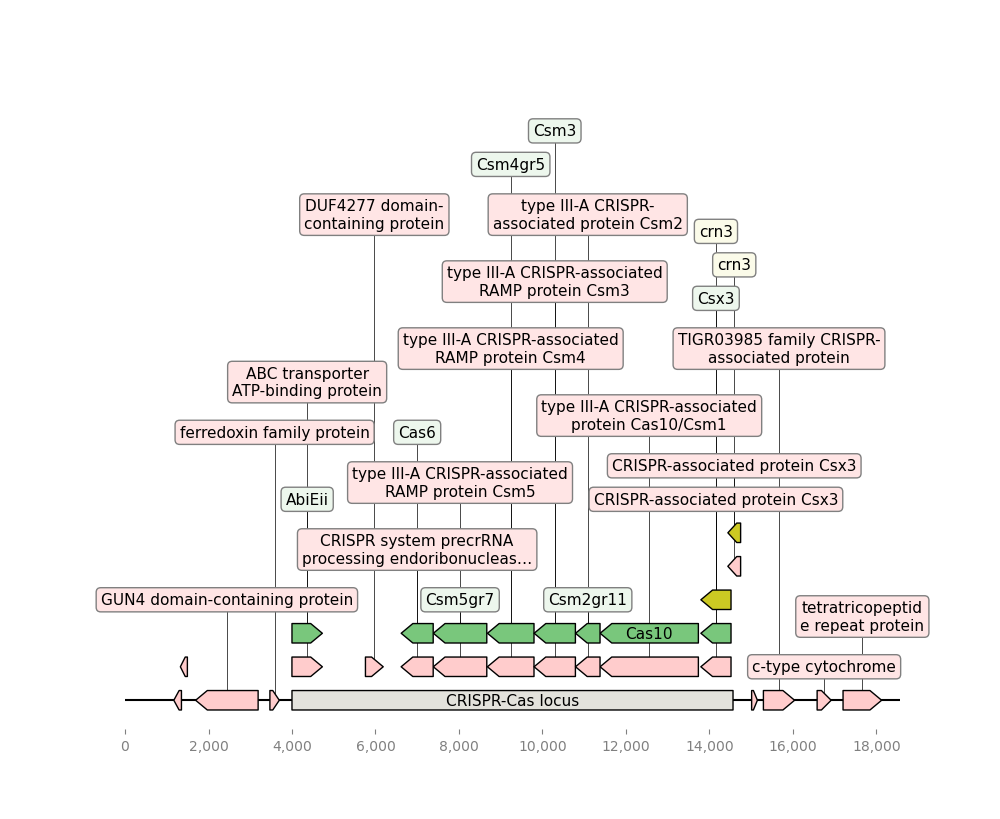 Csm3
Csm4gr5
DUF4277 domain-
containing protein
type III-A CRISPR-
associated protein Csm2
crn3
crn3
type III-A CRISPR-associated
RAMP protein Csm3
Csx3
type III-A CRISPR-associated
RAMP protein Csm4
TIGR03985 family CRISPR-
associated protein
ABC transporter
ATP-binding protein
type III-A CRISPR-associated
protein Cas10/Csm1
ferredoxin family protein
Cas6
CRISPR-associated protein Csx3
type III-A CRISPR-associated
RAMP protein Csm5
AbiEii
CRISPR-associated protein Csx3
CRISPR system precrRNA
processing endoribonucleas...
GUN4 domain-containing protein
Csm5gr7
Csm2gr11
tetratricopeptid
e repeat protein
Cas10
c-type cytochrome
CRISPR-Cas locus
0
2,000
4,000
6,000
8,000
10,000
12,000
14,000
16,000
18,000